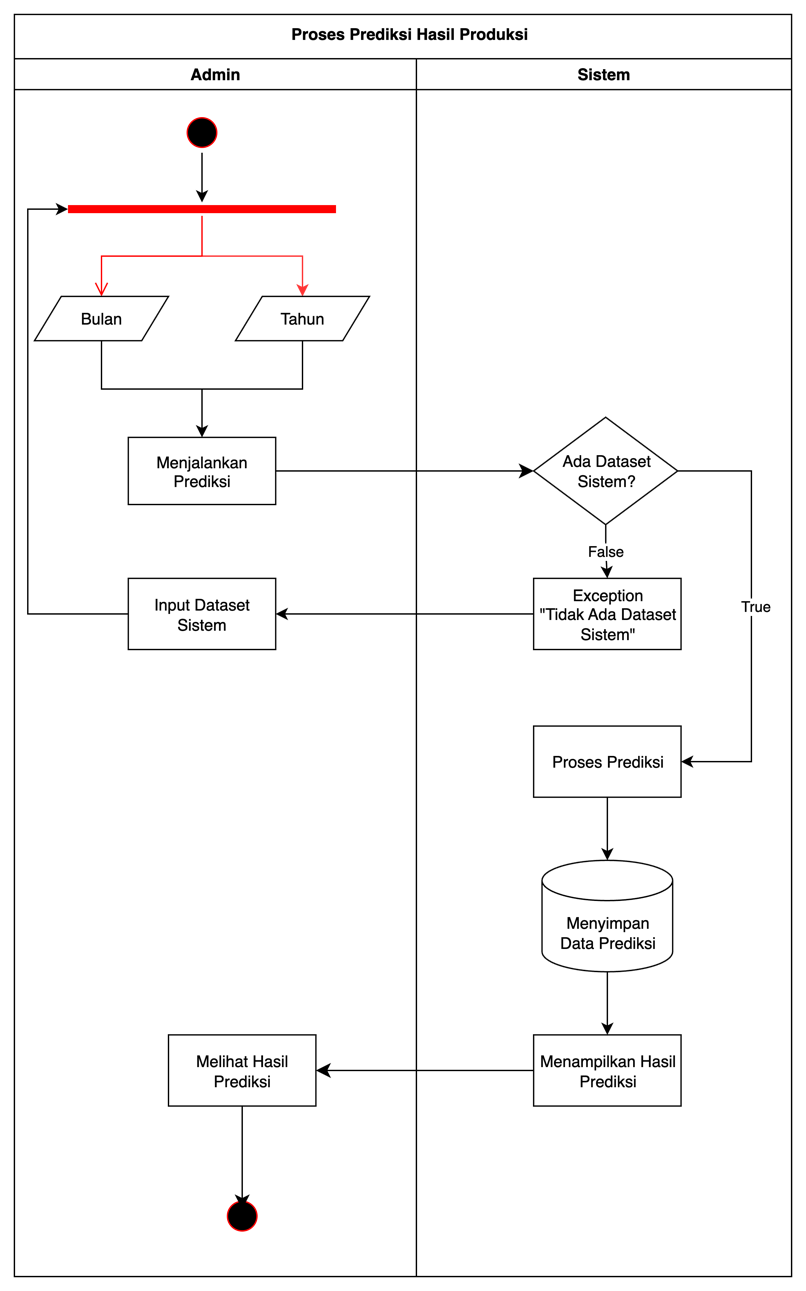 Proses Prediksi Hasil Produksi
Admin
Sistem
Bulan
Tahun
Menjalankan
Prediksi
Ada Dataset
Sistem?
False
True
Input Dataset
Sistem
Exception
"Tidak Ada Dataset
Sistem"
Proses Prediksi
Menyimpan
Data Prediksi
Melihat Hasil
Prediksi
Menampilkan Hasil
Prediksi